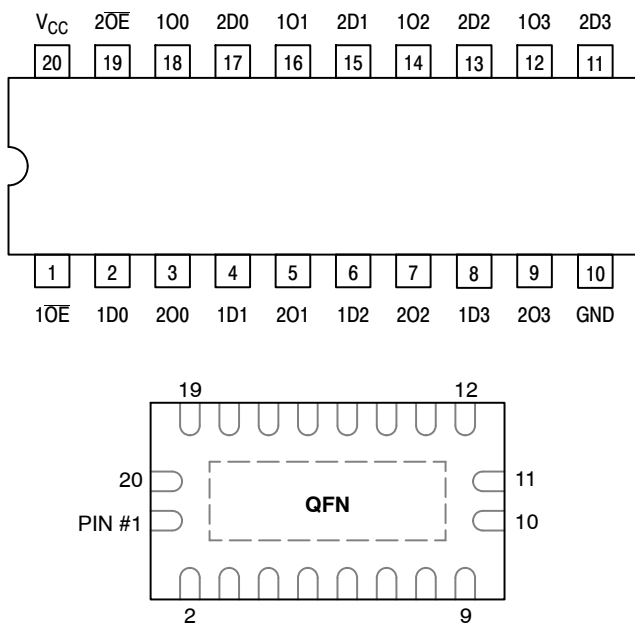 VCC 2O̅E̅ 1O0 2D0 1O1 2D1 1O2 2D2 1O3 2D3
20 19 18 17 16 15 14 13 12 11
1 2 3 4 5 6 7 8 9 10
1O̅E̅ 1D0 2O0 1D1 2O1 1D2 2O2 1D3 2O3 GND
19 12
20 11
QFN
PIN #1 10
2 9